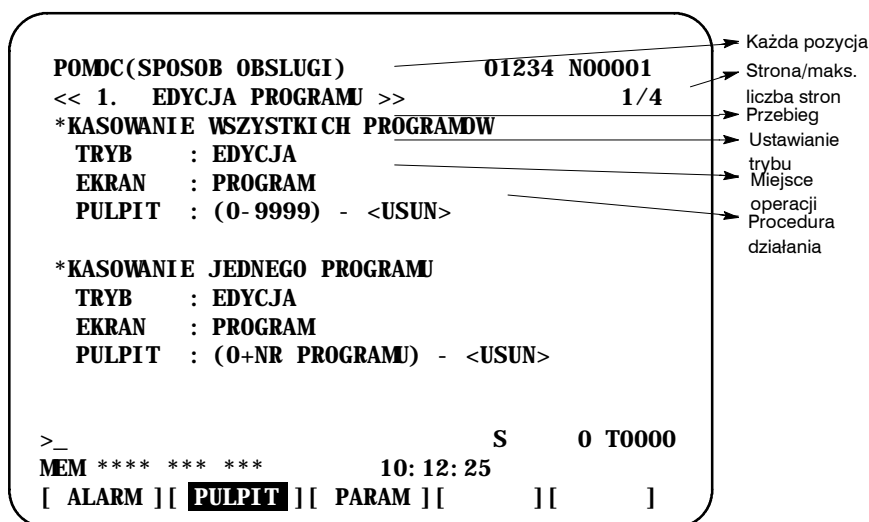 POMOC(SPOSOB OBSLUGI) O1234 N00001
<< 1. EDYCJA PROGRAMU >> 1/4
*KASOWANIE WSZYSTKICH PROGRAMOW
TRYB : EDYCJA
EKRAN : PROGRAM
PULPIT : (0-9999) - <USUN>
*KASOWANIE JEDNEGO PROGRAMU
TRYB : EDYCJA
EKRAN : PROGRAM
PULPIT : (O+NR PROGRAMU) - <USUN>
>_ S 0 T0000
MEM **** *** *** 10:12:25
[ ALARM ][ PULPIT ][ PARAM ][ ][ ]
Każda pozycja
Strona/maks.
liczba stron
Przebieg
Ustawianie
trybu
Miejsce
operacji
Procedura
działania